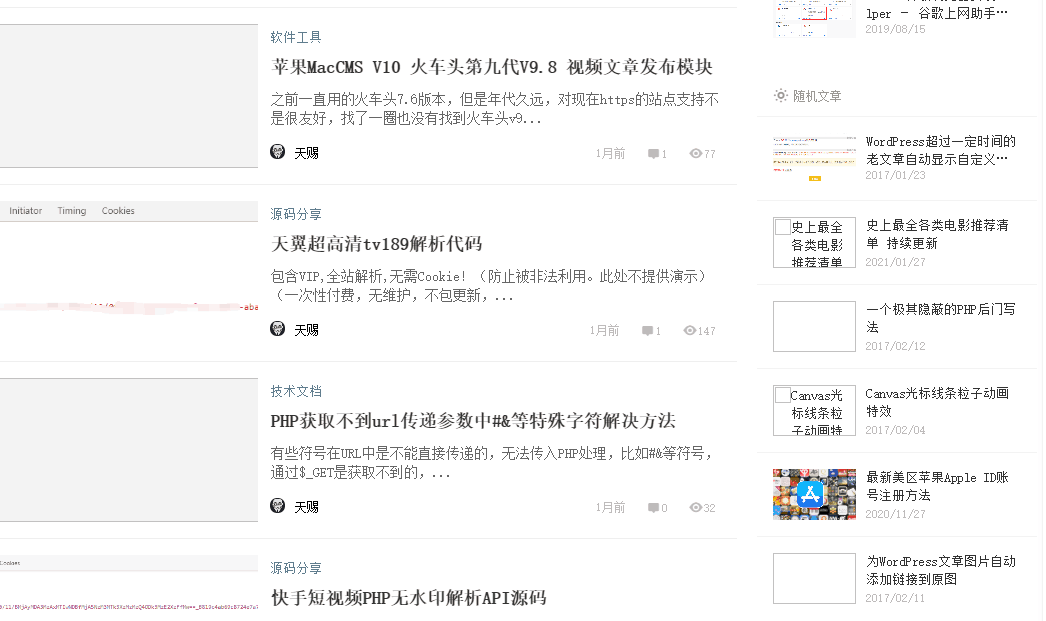 软件工具
苹果MacCMS V10 火车头第九代V9.8 视频文章发布模块
之前一直用的火车头7.6版本，但是年代久远，对现在https的站点支持不
是很友好，找了一圈也没有找到火车头v9...
天赐
1月前 1 77
Initiator Timing Cookies
源码分享
天翼超高清tv189解析代码
包含VIP,全站解析,无需Cookie! （防止被非法利用。此处不提供演示）
（一次性付费，无维护，不包更新，...
天赐
1月前 1 147
技术文档
PHP获取不到url传递参数中#&等特殊字符解决方法
有些符号在URL中是不能直接传递的，无法传入PHP处理，比如#&等符号，
通过$_GET是获取不到的，...
天赐
1月前 0 32
Cookies
源码分享
快手短视频PHP无水印解析API源码
lper – 谷歌上网助手…
2019/08/15
随机文章
WordPress超过一定时间的
老文章自动显示自定义…
2017/01/23
史上最全
各类电影
推荐清单
史上最全各类电影推荐清
单 持续更新
2021/01/27
一个极其隐蔽的PHP后门写
法
2017/02/12
Canvas光
标线条粒
子动画特
Canvas光标线条粒子动画
特效
2017/02/04
最新美区苹果Apple ID账
号注册方法
2020/11/27
为WordPress文章图片自动
添加链接到原图
2017/02/11